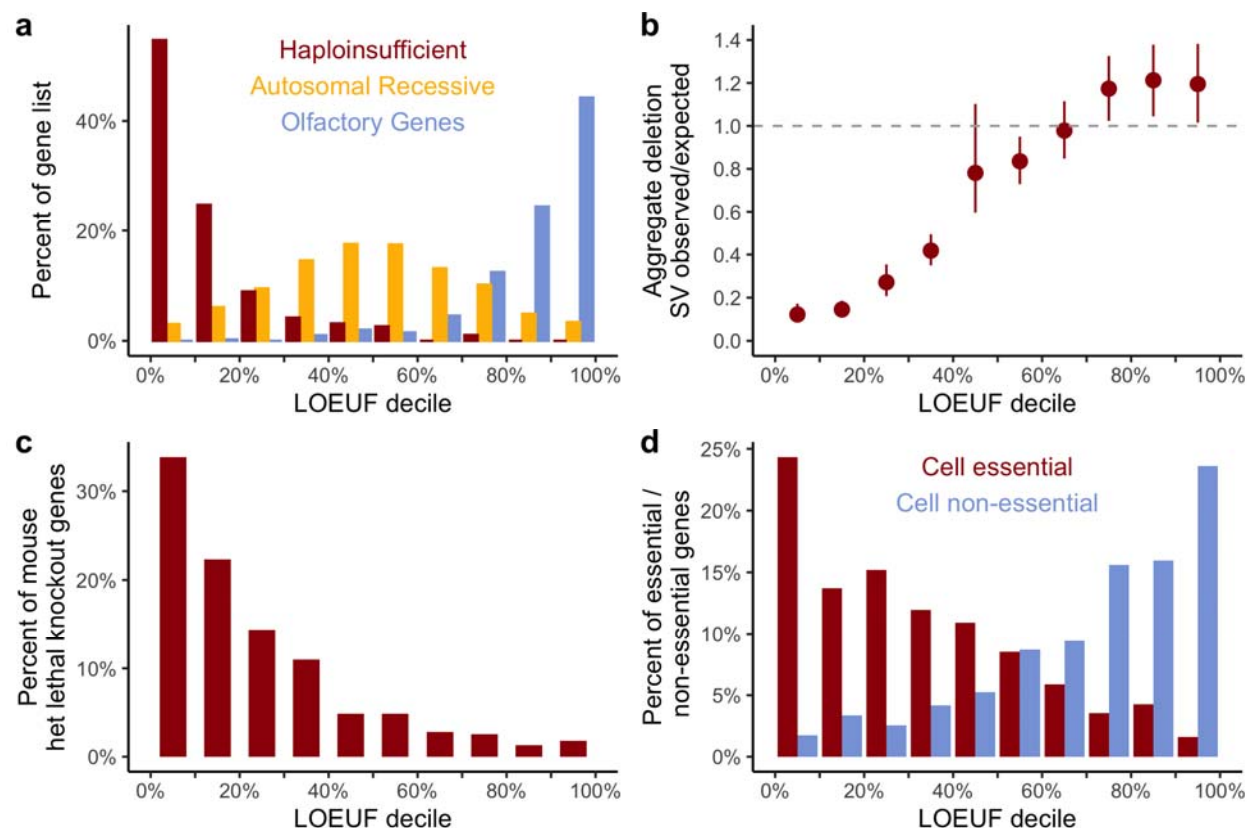 a
Percent of gene list
40%
20%
0%
Haploinsufficient
Autosomal Recessive
Olfactory Genes
0%
20%
40%
60%
80%
100%
LOEUF decile
b
Aggregate deletion
SV observed/expected
1.4
1.2
1.0
0.8
0.6
0.4
0.2
0.0
0%
20%
40%
60%
80%
100%
LOEUF decile
c
Percent of mouse
het lethal knockout genes
30%
20%
10%
0%
0%
20%
40%
60%
80%
100%
LOEUF decile
d
Percent of essential /
non-essential genes
25%
20%
15%
10%
5%
0%
Cell essential
Cell non-essential
0%
20%
40%
60%
80%
100%
LOEUF decile